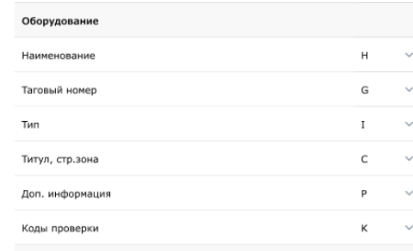 Оборудование
Наименование H
Таговый номер G
Тип I
Титул, стр.зона C
Доп. информация P
Коды проверки K